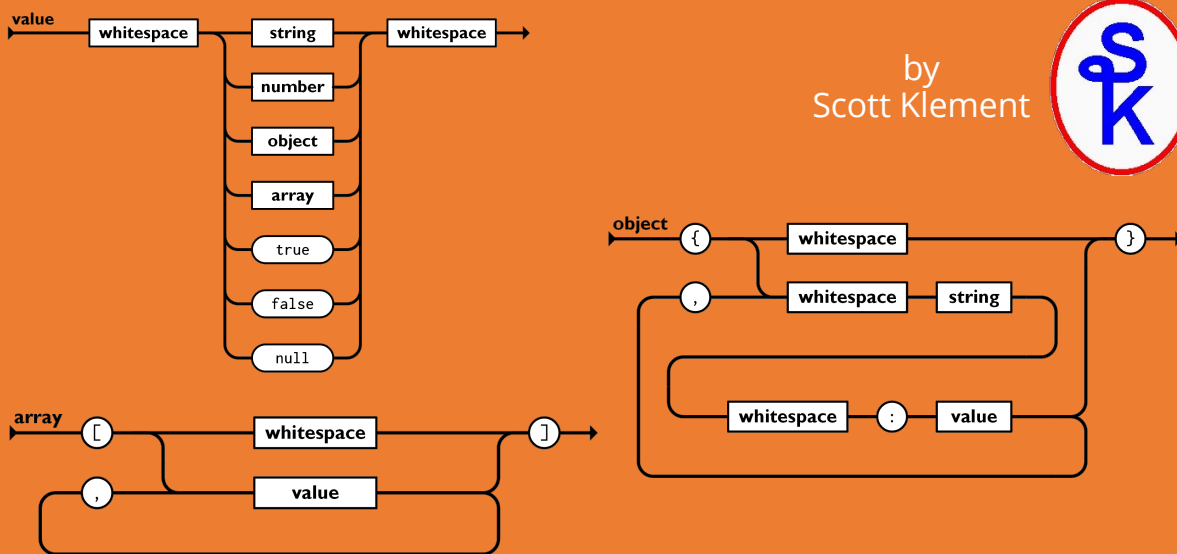 value
whitespace string whitespace
number
object
array
true
false
null
by
Scott Klement
SK
object
{ whitespace }
, whitespace string
whitespace : value
array
[ whitespace ]
, value